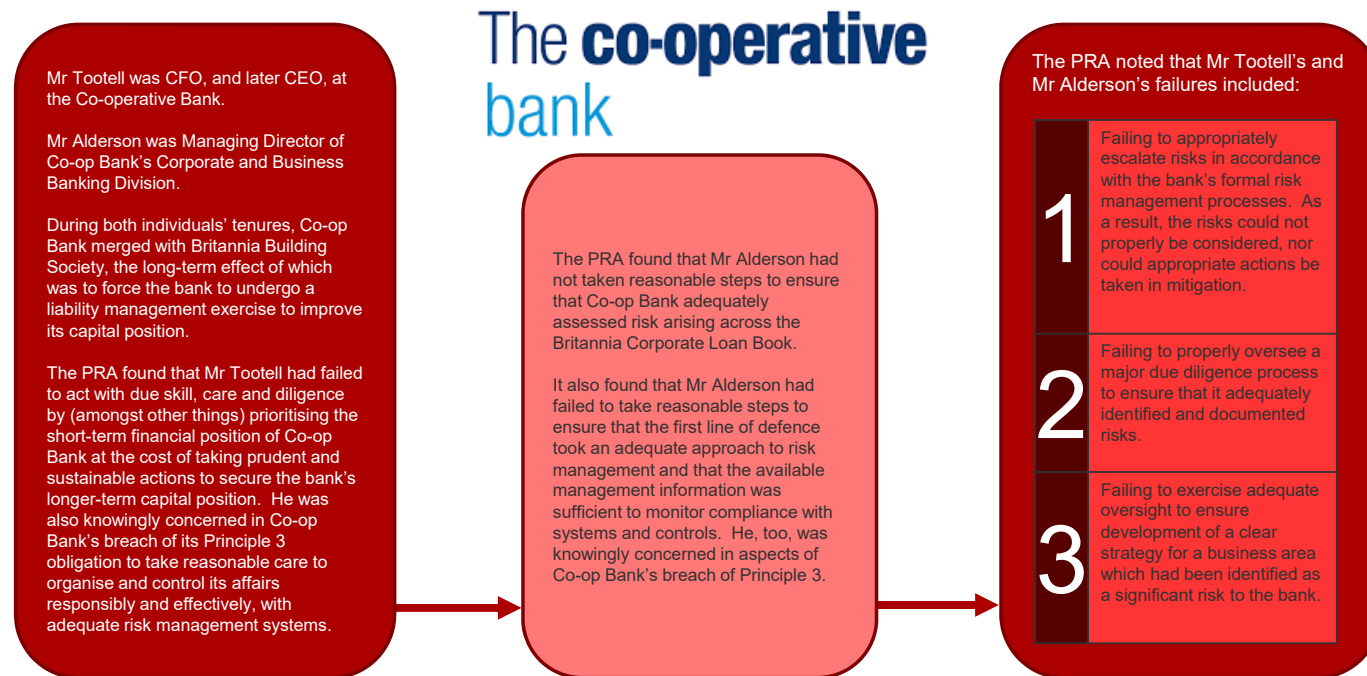 The co-operative
bank
Mr Tootell was CFO, and later CEO, at
the Co-operative Bank.
Mr Alderson was Managing Director of
Co-op Bank's Corporate and Business
Banking Division.
During both individuals' tenures, Co-op
Bank merged with Britannia Building
Society, the long-term effect of which
was to force the bank to undergo a
liability management exercise to improve
its capital position.
The PRA found that Mr Tootell had failed
to act with due skill, care and diligence
by (amongst other things) prioritising the
short-term financial position of Co-op
Bank at the cost of taking prudent and
sustainable actions to secure the bank's
longer-term capital position.  He was
also knowingly concerned in Co-op
Bank's breach of its Principle 3
obligation to take reasonable care to
organise and control its affairs
responsibly and effectively, with
adequate risk management systems.
The PRA found that Mr Alderson had
not taken reasonable steps to ensure
that Co-op Bank adequately
assessed risk arising across the
Britannia Corporate Loan Book.
It also found that Mr Alderson had
failed to take reasonable steps to
ensure that the first line of defence
took an adequate approach to risk
management and that the available
management information was
sufficient to monitor compliance with
systems and controls.  He, too, was
knowingly concerned in aspects of
Co-op Bank's breach of Principle 3.
The PRA noted that Mr Tootell's and
Mr Alderson's failures included:
1
Failing to appropriately
escalate risks in accordance
with the bank's formal risk
management processes.  As
a result, the risks could not
properly be considered, nor
could appropriate actions be
taken in mitigation.
2
Failing to properly oversee a
major due diligence process
to ensure that it adequately
identified and documented
risks.
3
Failing to exercise adequate
oversight to ensure
development of a clear
strategy for a business area
which had been identified as
a significant risk to the bank.